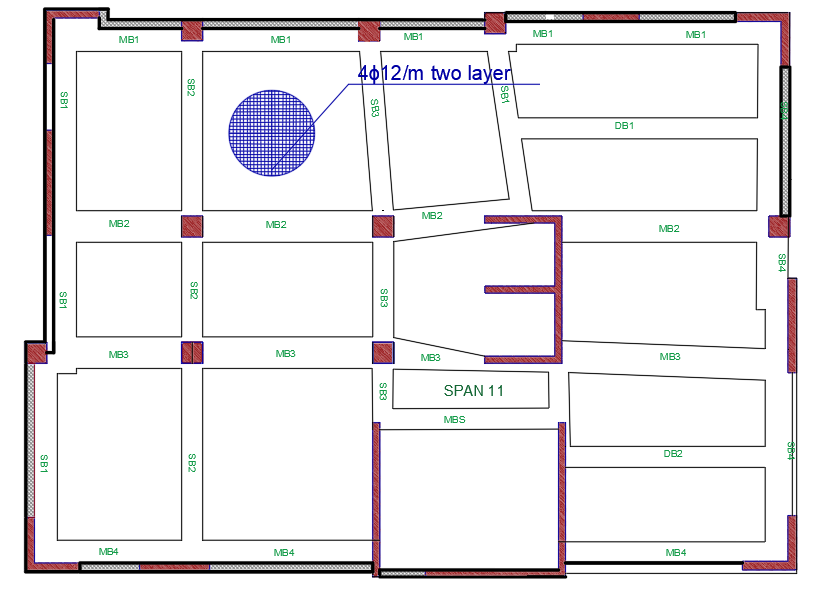 MB1 MB1 MB1 MB1 MB1
4ϕ12/m two layer
SB1 SB2 SB3 SB1
DB1
MB2 MB2 MB2 MB2
SB4
SB1 SB2 SB3
MB3 MB3 MB3 MB3
SB3 SPAN 11
MBS
SB1 SB2 DB2 SB4
MB4 MB4 MB4